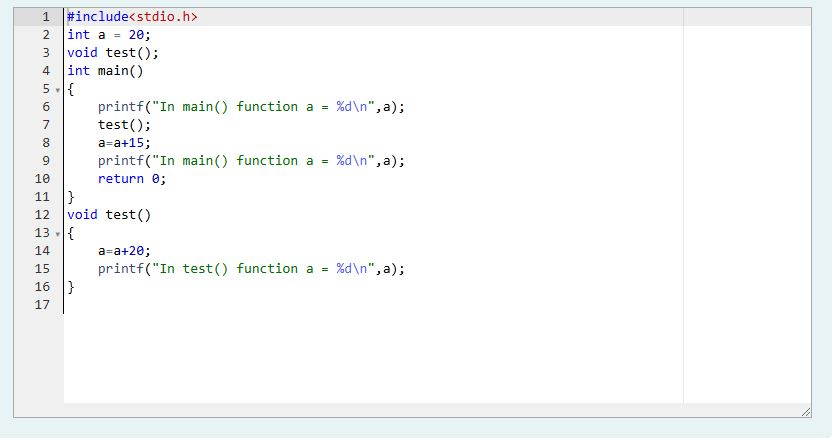 1 #include<stdio.h>
2 int a = 20;
3 void test();
4 int main()
5 {
6     printf("In main() function a = %d\n",a);
7     test();
8     a=a+15;
9     printf("In main() function a = %d\n",a);
10     return 0;
11 }
12 void test()
13 {
14     a=a+20;
15     printf("In test() function a = %d\n",a);
16 }
17